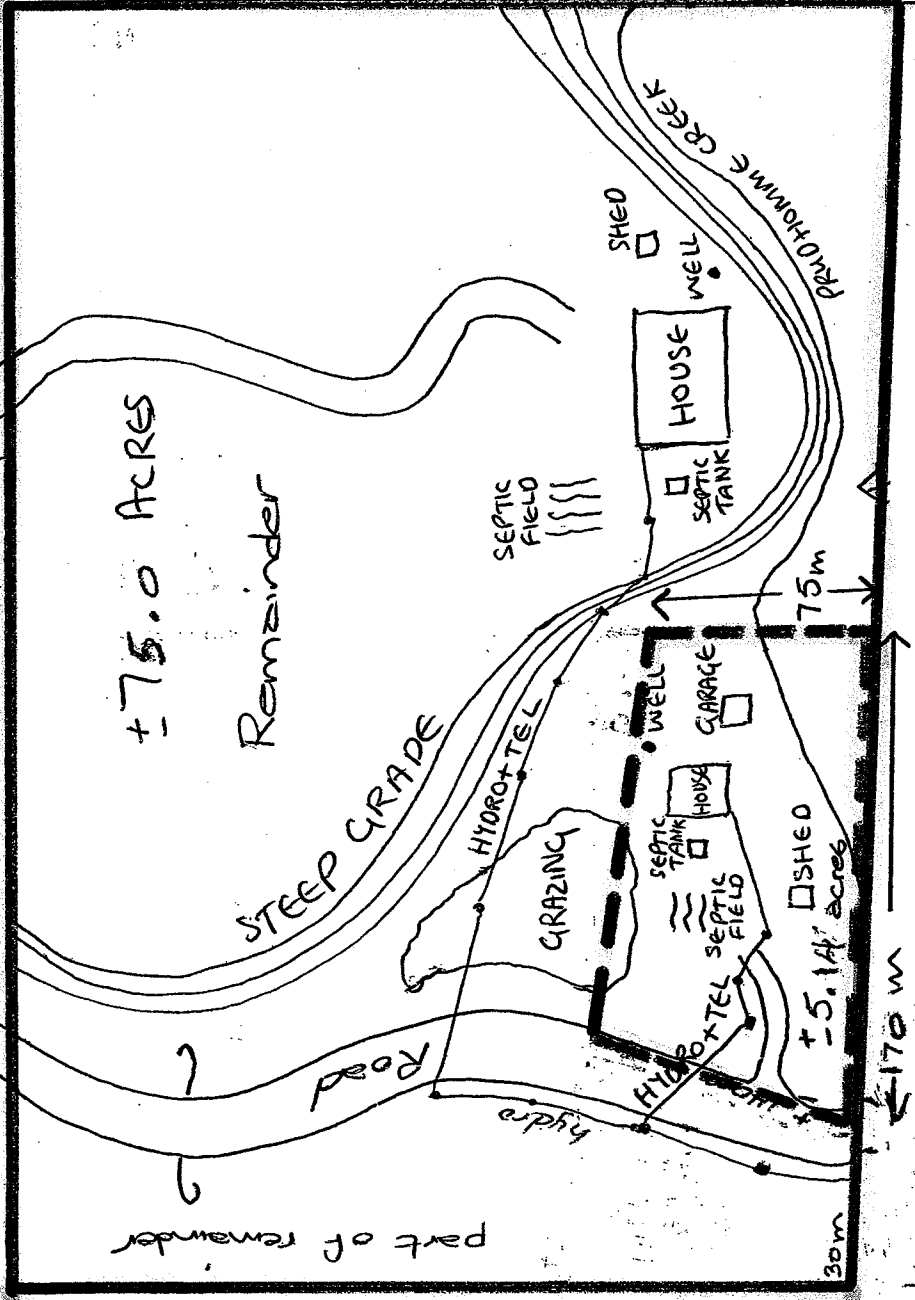 ±75.0 ACRES
Remainder
STEEP GRADE
HYDRO+TEL
SEPTIC
FIELD
SHED
WELL
HOUSE
SEPTIC
TANK
PRUDHOMME CREEK
GRAZING
Road
hydro
part of remainder
WELL
GARAGE
HOUSE
SEPTIC
TANK
SEPTIC
FIELD
HYDRO+TEL
SHED
±5.14 acres
75m
170 m
30m